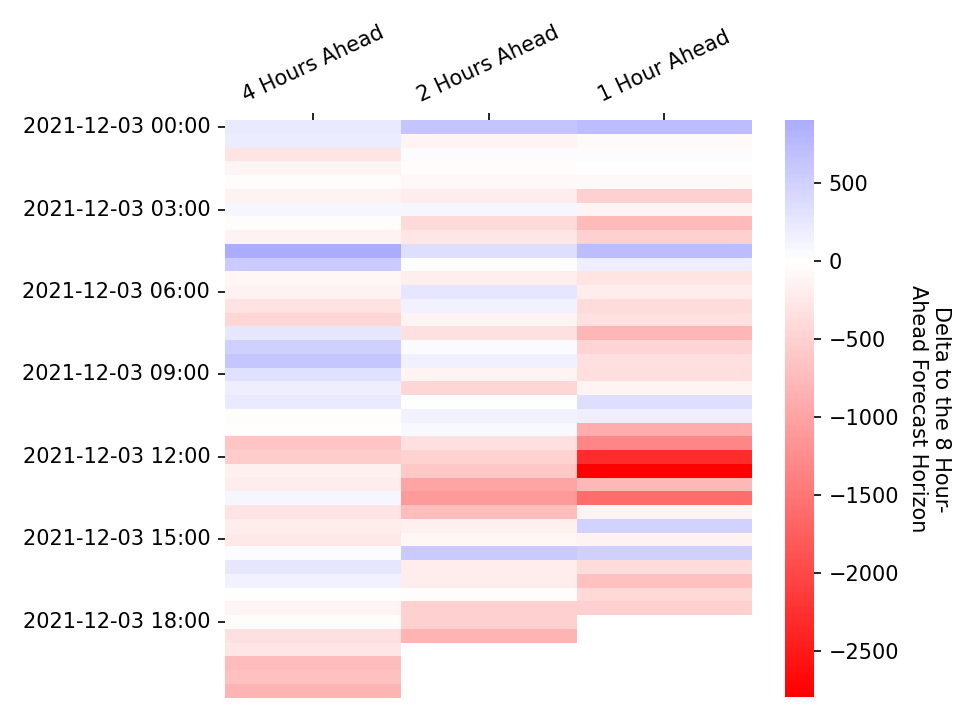 4 Hours Ahead
2 Hours Ahead
1 Hour Ahead
2021-12-03 00:00
2021-12-03 03:00
2021-12-03 06:00
2021-12-03 09:00
2021-12-03 12:00
2021-12-03 15:00
2021-12-03 18:00
500
0
−500
−1000
−1500
−2000
−2500
Delta to the 8 Hour-
Ahead Forecast Horizon